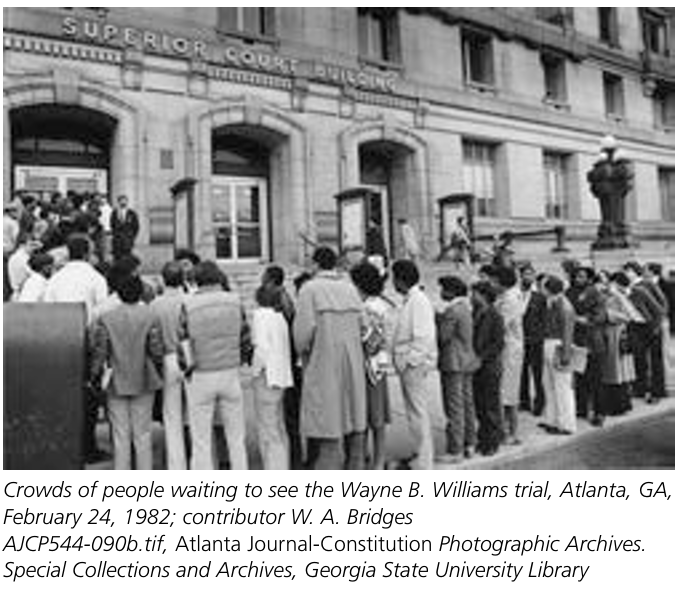 SUPERIOR COURT BUILDING
Crowds of people waiting to see the Wayne B. Williams trial, Atlanta, GA,
February 24, 1982; contributor W. A. Bridges
AJCP544-090b.tif, Atlanta Journal-Constitution Photographic Archives.
Special Collections and Archives, Georgia State University Library